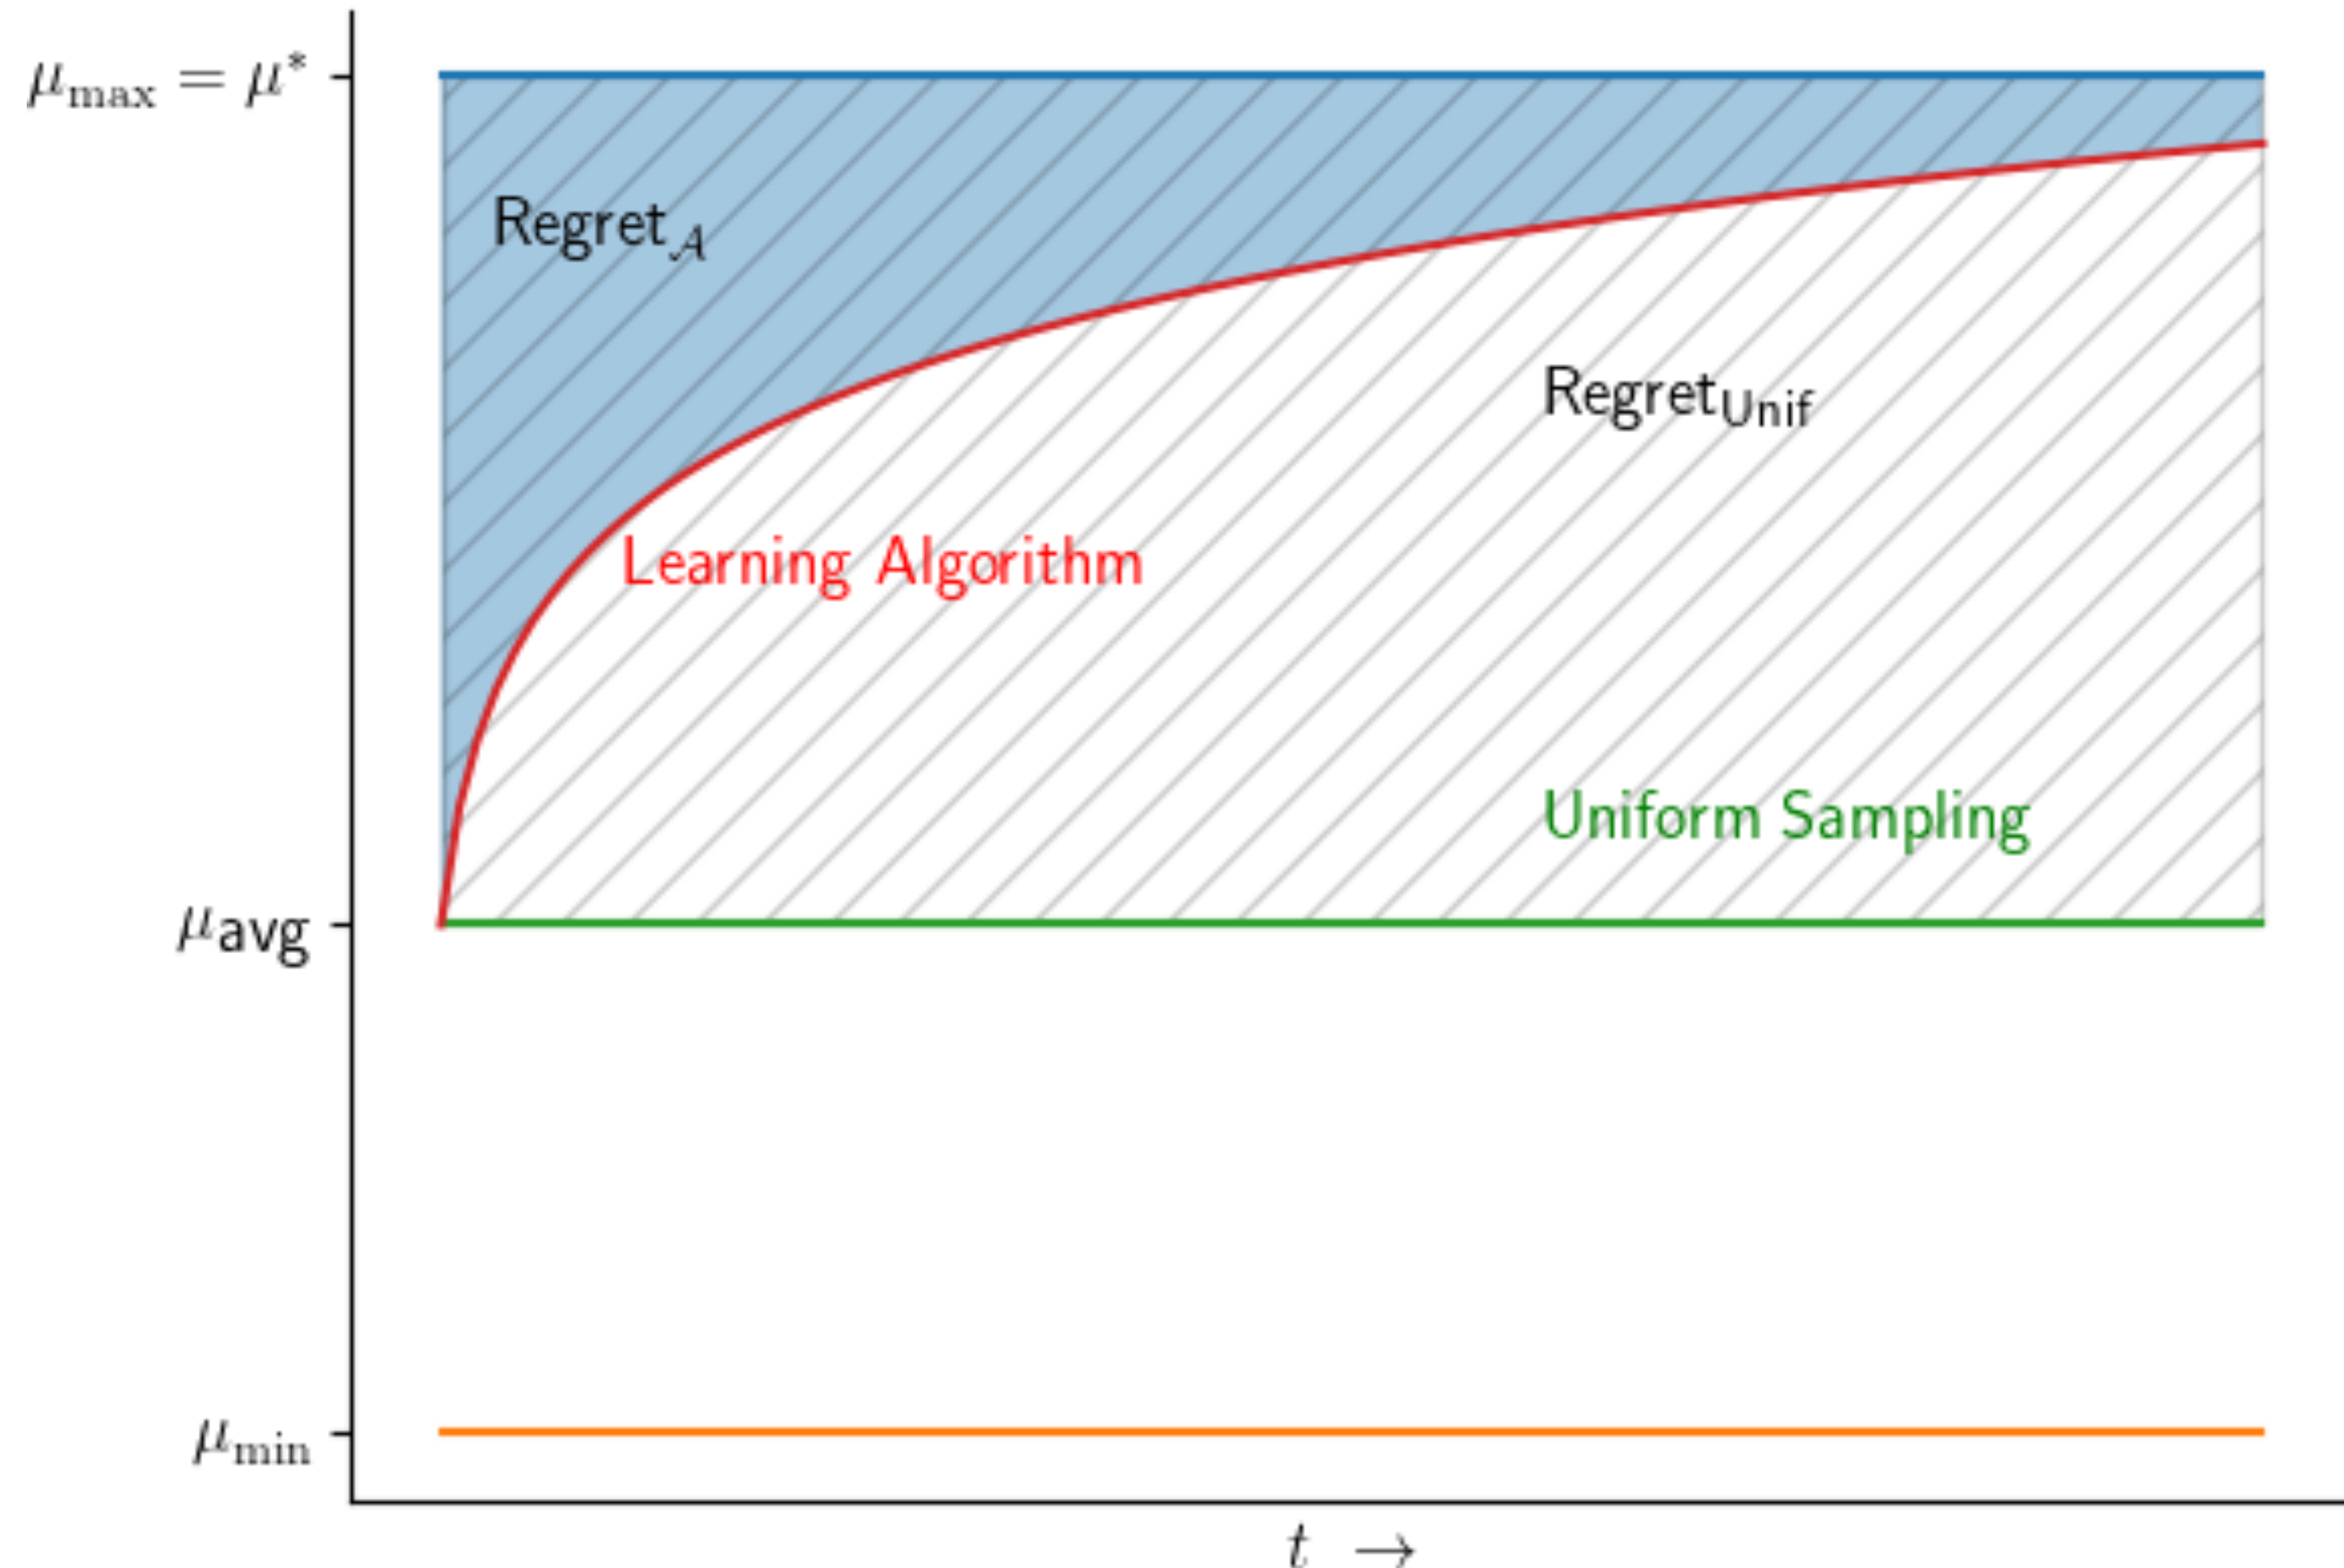 μmax = μ*
Regret𝒜
RegretUnif
Learning Algorithm
Uniform Sampling
μavg
μmin
t →